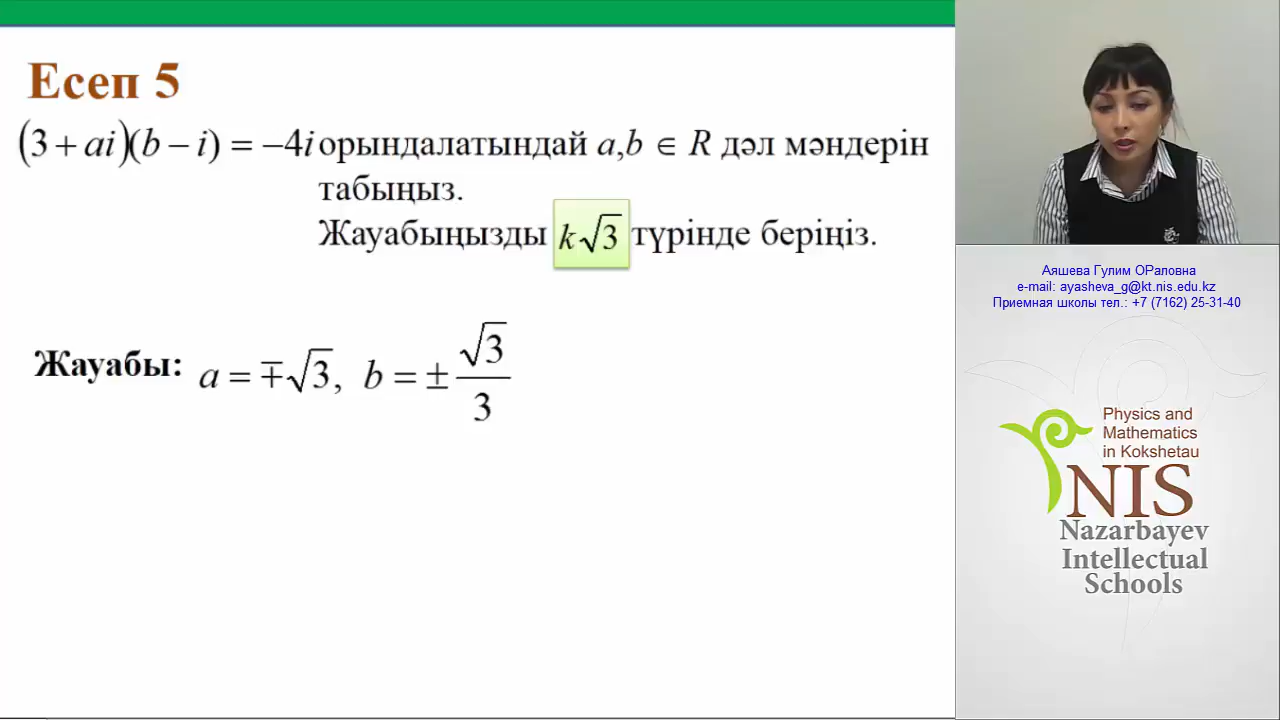 Есеп 5
(3 + ai)(b − i) = −4i орындалатындай a,b ∈ R дәл мәндерін
табыңыз.
Жауабыңызды k√3 түрінде беріңіз.
Жауабы: a = ∓√3, b = ±√3/3
Аяшева Гулим ОРаловна
e-mail: ayasheva_g@kt.nis.edu.kz
Приемная школы тел.: +7 (7162) 25-31-40
Physics and
Mathematics
in Kokshetau
NIS
Nazarbayev
Intellectual
Schools